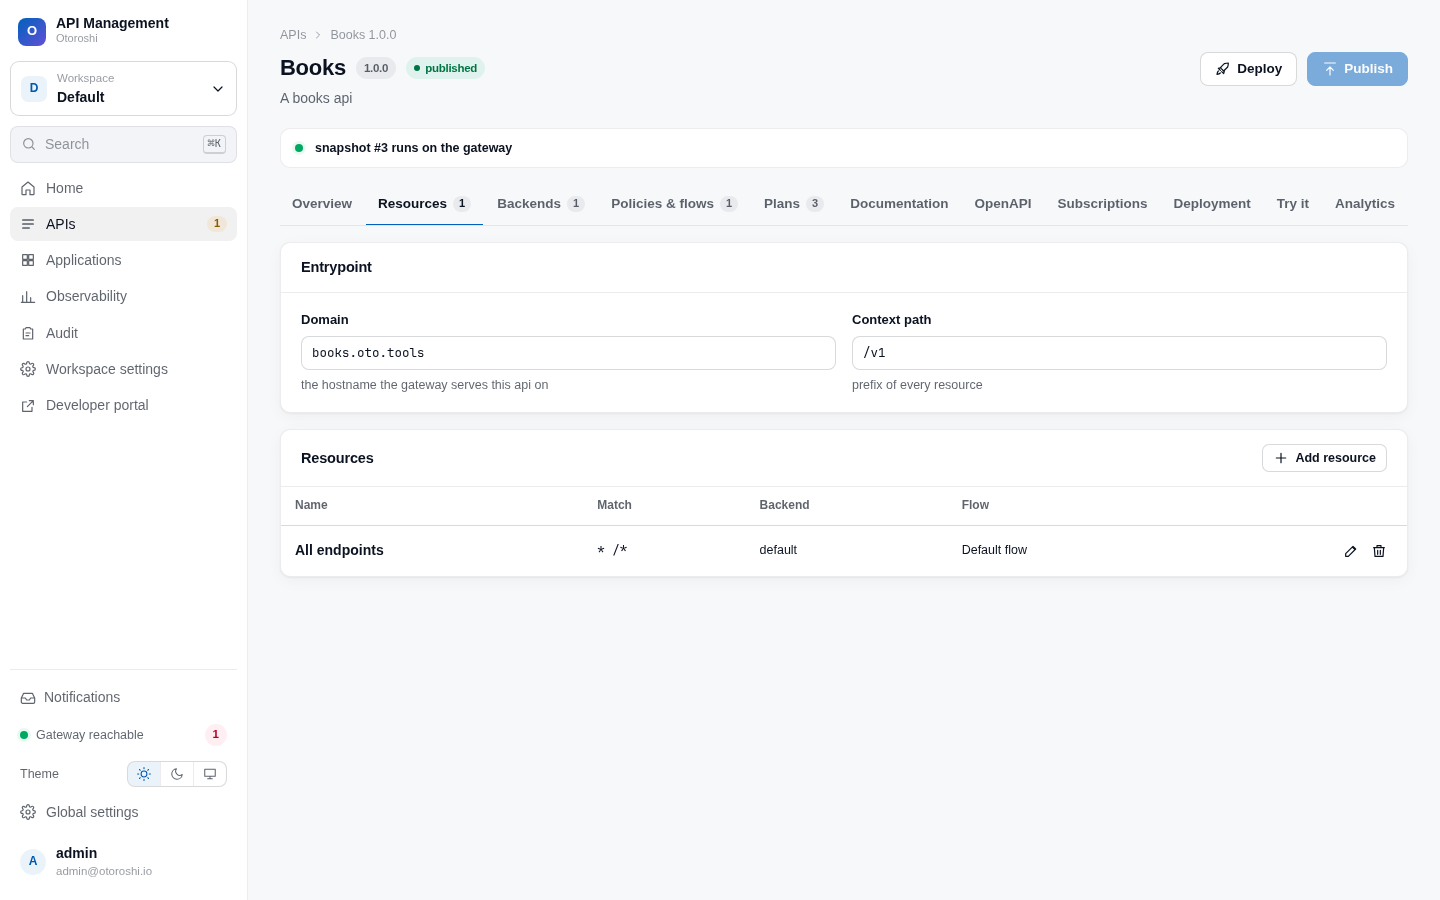 O
API Management
Otoroshi
D
Workspace
Default
Search
⌘K
Home
APIs
1
Applications
Observability
Audit
Workspace settings
Developer portal
Notifications
Gateway reachable
1
Theme
Global settings
A
admin
admin@otoroshi.io
APIs
Books 1.0.0
Books
1.0.0
published
Deploy
Publish
A books api
snapshot #3 runs on the gateway
Overview
Resources 1
Backends 1
Policies & flows 1
Plans 3
Documentation
OpenAPI
Subscriptions
Deployment
Try it
Analytics
Entrypoint
Domain
Context path
books.oto.tools
/v1
the hostname the gateway serves this api on
prefix of every resource
Resources
Add resource
Name Match Backend Flow
All endpoints * /* default Default flow